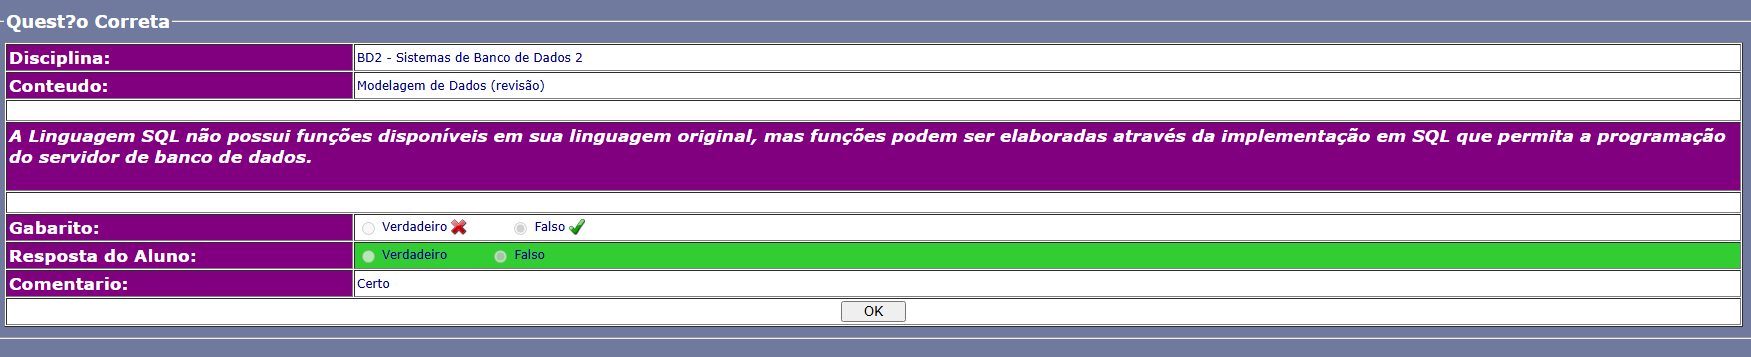 Quest?o Correta
Disciplina: BD2 - Sistemas de Banco de Dados 2
Conteudo: Modelagem de Dados (revisão)
A Linguagem SQL não possui funções disponíveis em sua linguagem original, mas funções podem ser elaboradas através da implementação em SQL que permita a programação
do servidor de banco de dados.
Gabarito: Verdadeiro Falso
Resposta do Aluno: Verdadeiro Falso
Comentario: Certo
OK